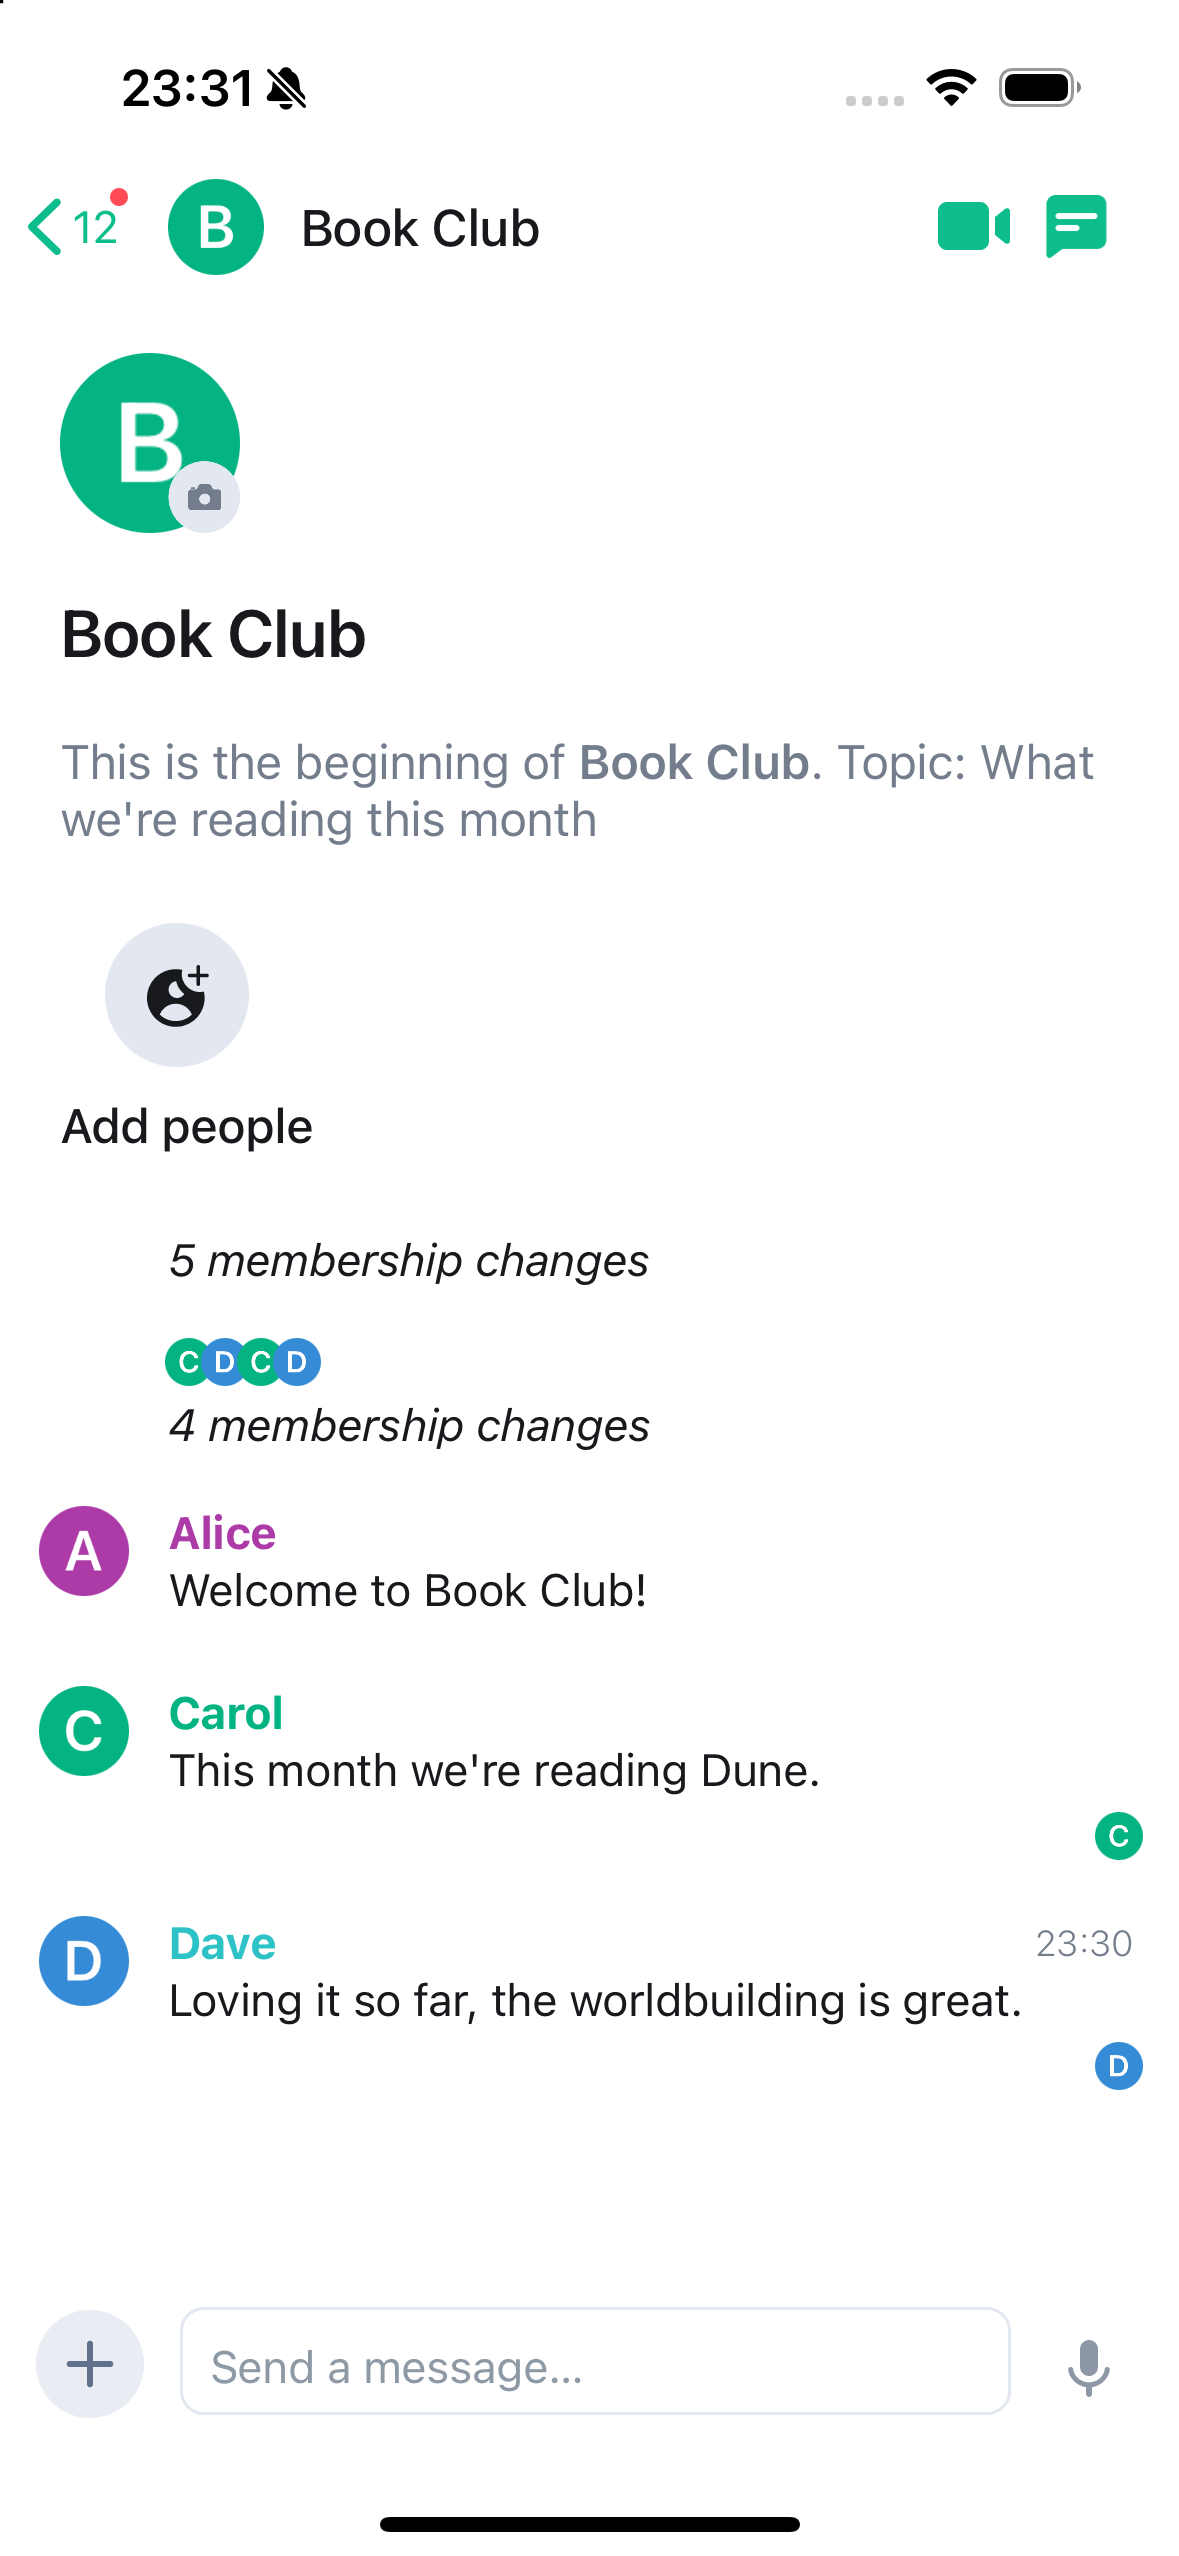 23:31
12
B
Book Club
B
Book Club
This is the beginning of Book Club. Topic: What
we're reading this month
Add people
5 membership changes
C D C D
4 membership changes
A
Alice
Welcome to Book Club!
C
Carol
This month we're reading Dune.
C
D
Dave
23:30
Loving it so far, the worldbuilding is great.
D
Send a message...